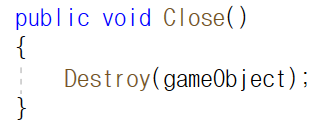 public void Close()
{
    Destroy(gameObject);
}